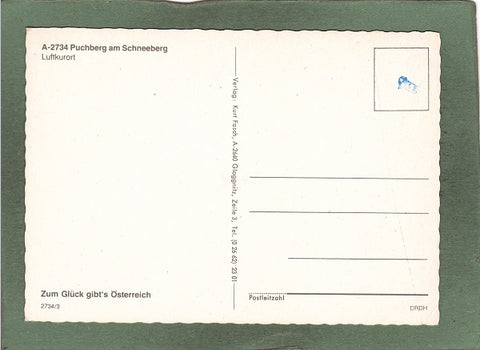 A-2734 Puchberg am Schneeberg
Luftkurort
Verlag: Kurt Fasch, A-2640 Gloggnitz, Zeile 3, Tel. (0 26 62) 23 01
Postleitzahl
Zum Glück gibt's Österreich
2734/3
DRDH